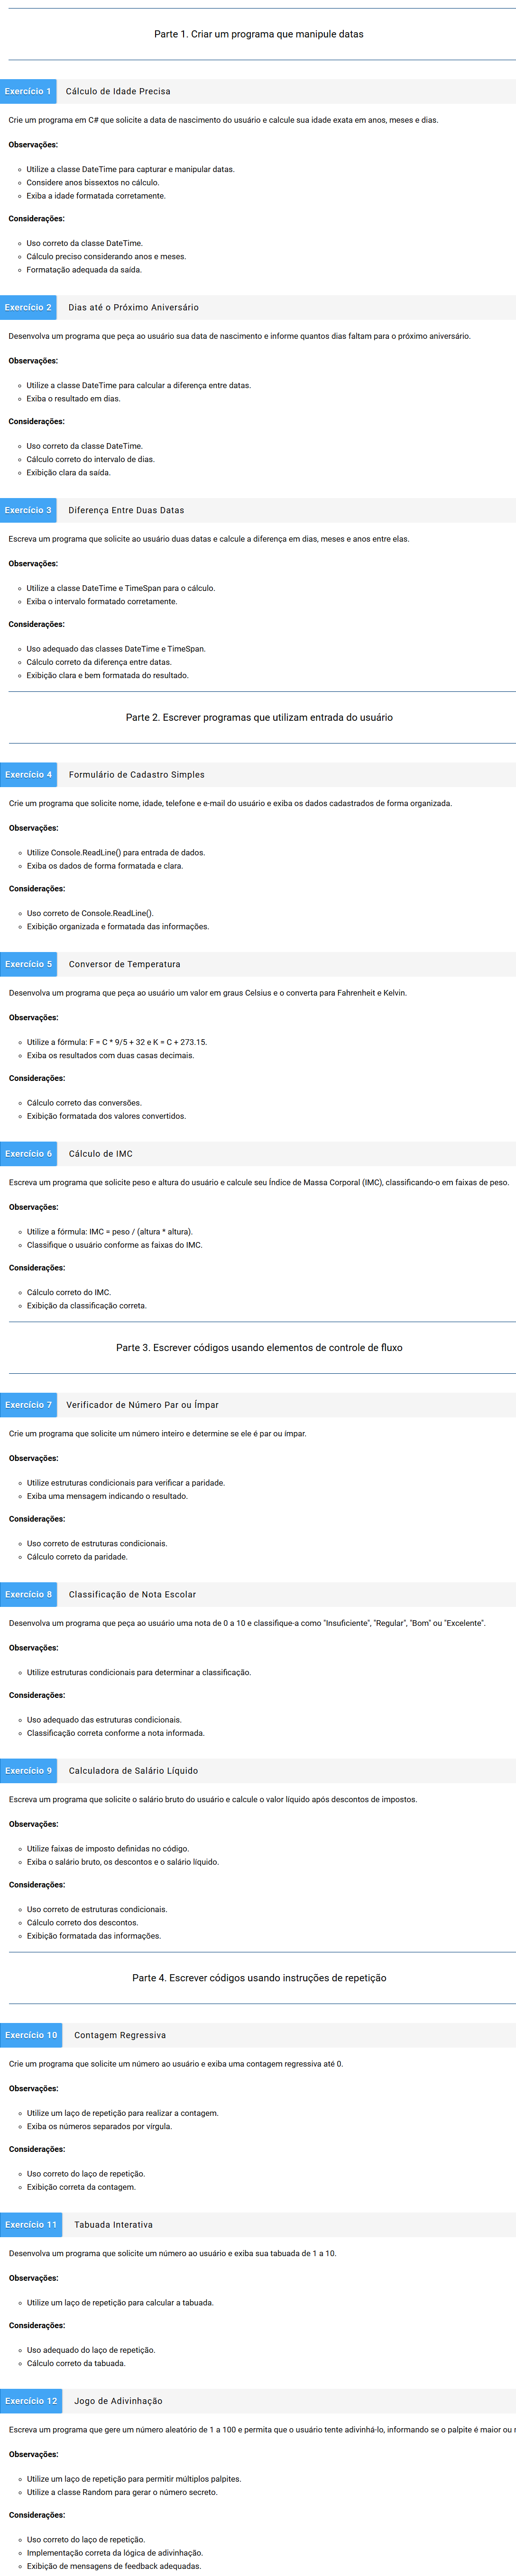 Parte 1. Criar um programa que manipule datas
Exercício 1 Cálculo de Idade Precisa
Crie um programa em C# que solicite a data de nascimento do usuário e calcule sua idade exata em anos, meses e dias.
Observações:
Utilize a classe DateTime para capturar e manipular datas.
Considere anos bissextos no cálculo.
Exiba a idade formatada corretamente.
Considerações:
Uso correto da classe DateTime.
Cálculo preciso considerando anos e meses.
Formatação adequada da saída.
Exercício 2 Dias até o Próximo Aniversário
Desenvolva um programa que peça ao usuário sua data de nascimento e informe quantos dias faltam para o próximo aniversário.
Observações:
Utilize a classe DateTime para calcular a diferença entre datas.
Exiba o resultado em dias.
Considerações:
Uso correto da classe DateTime.
Cálculo correto do intervalo de dias.
Exibição clara da saída.
Exercício 3 Diferença Entre Duas Datas
Escreva um programa que solicite ao usuário duas datas e calcule a diferença em dias, meses e anos entre elas.
Observações:
Utilize a classe DateTime e TimeSpan para o cálculo.
Exiba o intervalo formatado corretamente.
Considerações:
Uso adequado das classes DateTime e TimeSpan.
Cálculo correto da diferença entre datas.
Exibição clara e bem formatada do resultado.
Parte 2. Escrever programas que utilizam entrada do usuário
Exercício 4 Formulário de Cadastro Simples
Crie um programa que solicite nome, idade, telefone e e-mail do usuário e exiba os dados cadastrados de forma organizada.
Observações:
Utilize Console.ReadLine() para entrada de dados.
Exiba os dados de forma formatada e clara.
Considerações:
Uso correto de Console.ReadLine().
Exibição organizada e formatada das informações.
Exercício 5 Conversor de Temperatura
Desenvolva um programa que peça ao usuário um valor em graus Celsius e o converta para Fahrenheit e Kelvin.
Observações:
Utilize a fórmula: F = C * 9/5 + 32 e K = C + 273.15.
Exiba os resultados com duas casas decimais.
Considerações:
Cálculo correto das conversões.
Exibição formatada dos valores convertidos.
Exercício 6 Cálculo de IMC
Escreva um programa que solicite peso e altura do usuário e calcule seu Índice de Massa Corporal (IMC), classificando-o em faixas de peso.
Observações:
Utilize a fórmula: IMC = peso / (altura * altura).
Classifique o usuário conforme as faixas do IMC.
Considerações:
Cálculo correto do IMC.
Exibição da classificação correta.
Parte 3. Escrever códigos usando elementos de controle de fluxo
Exercício 7 Verificador de Número Par ou Ímpar
Crie um programa que solicite um número inteiro e determine se ele é par ou ímpar.
Observações:
Utilize estruturas condicionais para verificar a paridade.
Exiba uma mensagem indicando o resultado.
Considerações:
Uso correto de estruturas condicionais.
Cálculo correto da paridade.
Exercício 8 Classificação de Nota Escolar
Desenvolva um programa que peça ao usuário uma nota de 0 a 10 e classifique-a como "Insuficiente", "Regular", "Bom" ou "Excelente".
Observações:
Utilize estruturas condicionais para determinar a classificação.
Considerações:
Uso adequado das estruturas condicionais.
Classificação correta conforme a nota informada.
Exercício 9 Calculadora de Salário Líquido
Escreva um programa que solicite o salário bruto do usuário e calcule o valor líquido após descontos de impostos.
Observações:
Utilize faixas de imposto definidas no código.
Exiba o salário bruto, os descontos e o salário líquido.
Considerações:
Uso correto de estruturas condicionais.
Cálculo correto dos descontos.
Exibição formatada das informações.
Parte 4. Escrever códigos usando instruções de repetição
Exercício 10 Contagem Regressiva
Crie um programa que solicite um número ao usuário e exiba uma contagem regressiva até 0.
Observações:
Utilize um laço de repetição para realizar a contagem.
Exiba os números separados por vírgula.
Considerações:
Uso correto do laço de repetição.
Exibição correta da contagem.
Exercício 11 Tabuada Interativa
Desenvolva um programa que solicite um número ao usuário e exiba sua tabuada de 1 a 10.
Observações:
Utilize um laço de repetição para calcular a tabuada.
Considerações:
Uso adequado do laço de repetição.
Cálculo correto da tabuada.
Exercício 12 Jogo de Adivinhação
Escreva um programa que gere um número aleatório de 1 a 100 e permita que o usuário tente adivinhá-lo, informando se o palpite é maior ou
Observações:
Utilize um laço de repetição para permitir múltiplos palpites.
Utilize a classe Random para gerar o número secreto.
Considerações:
Uso correto do laço de repetição.
Implementação correta da lógica de adivinhação.
Exibição de mensagens de feedback adequadas.